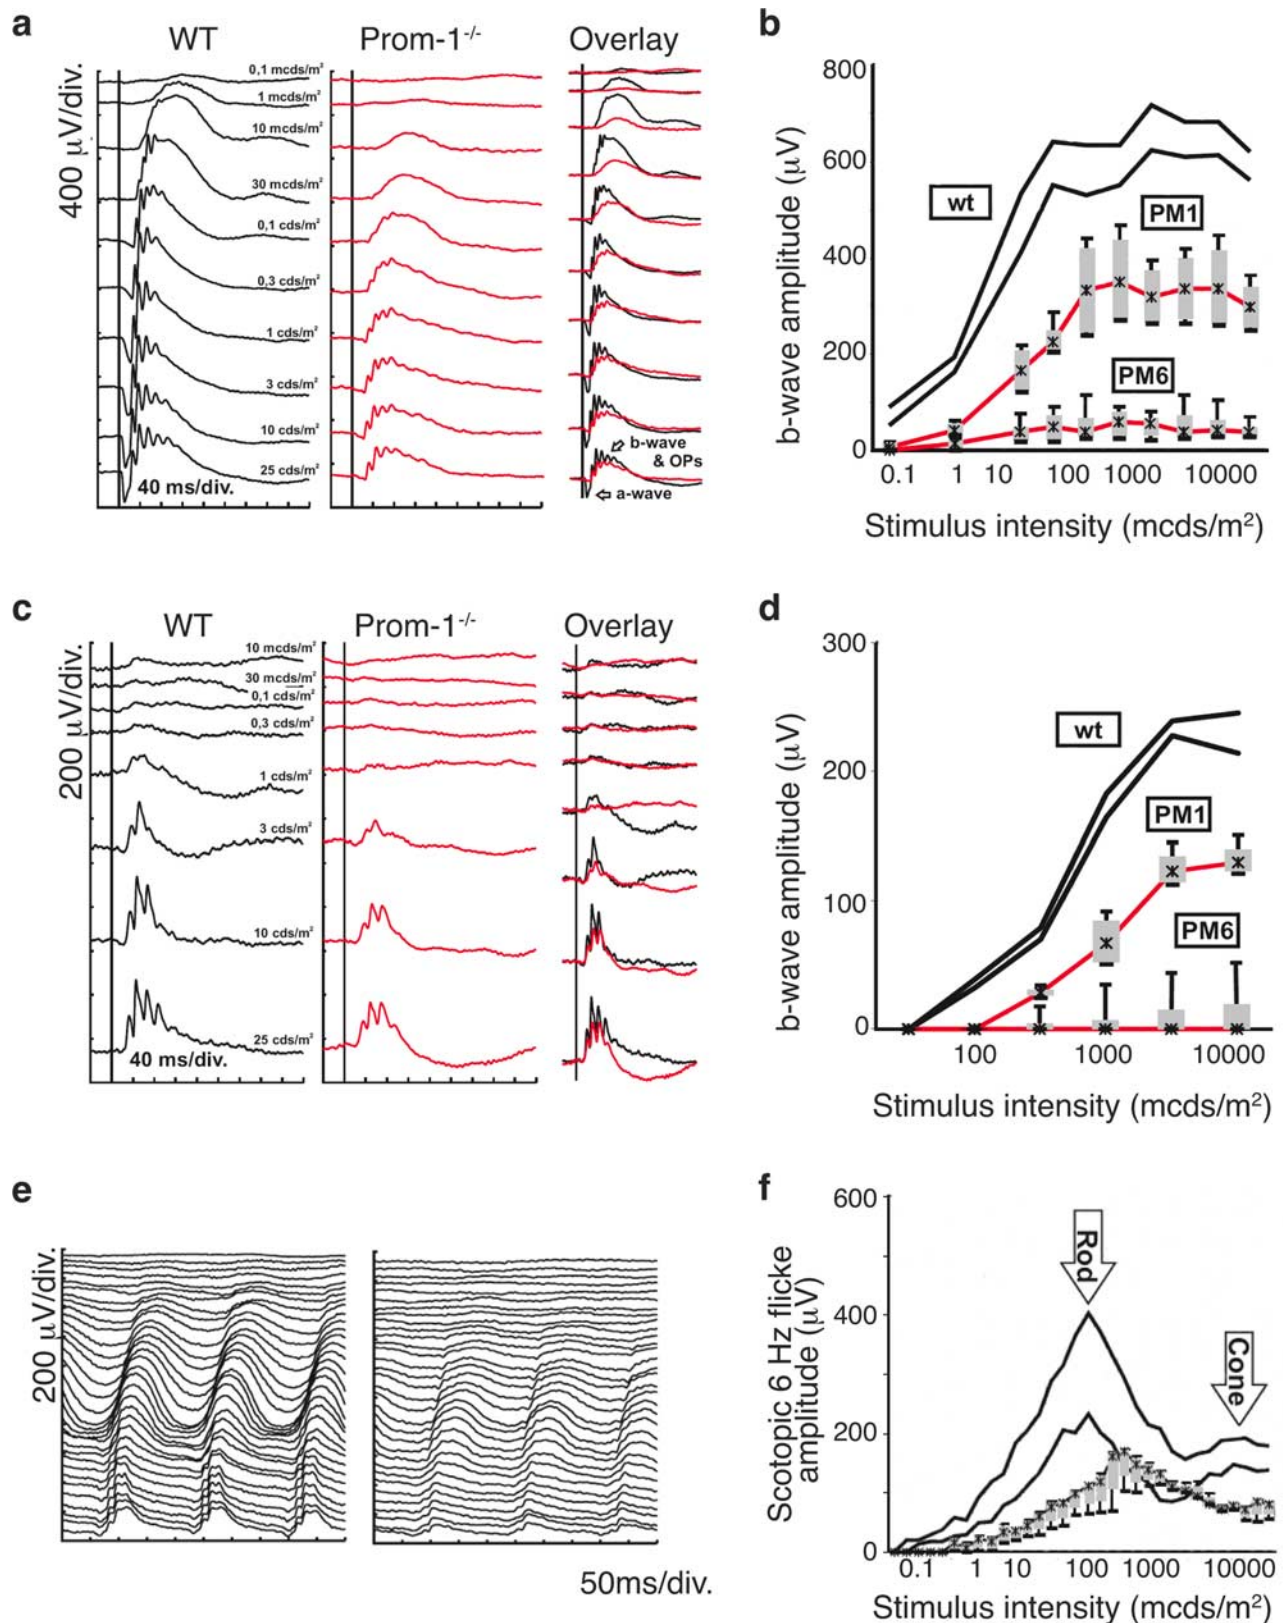 a
WT
Prom-1-/-
Overlay
400 µV/div.
0,1 mcds/m²
1 mcds/m²
10 mcds/m²
30 mcds/m²
0,1 cds/m²
0,3 cds/m²
1 cds/m²
3 cds/m²
10 cds/m²
25 cds/m²
40 ms/div.
b-wave
& OPs
a-wave
b
b-wave amplitude (µV)
800
600
400
200
0
wt
PM1
PM6
0.1 1 10 100 1000 10000
Stimulus intensity (mcds/m²)
c
WT
Prom-1-/-
Overlay
200 µV/div.
10 mcds/m²
30 mcds/m²
0,1 cds/m²
0,3 cds/m²
1 cds/m²
3 cds/m²
10 cds/m²
25 cds/m²
40 ms/div.
d
b-wave amplitude (µV)
300
200
100
0
wt
PM1
PM6
100 1000 10000
Stimulus intensity (mcds/m²)
e
200 µV/div.
50ms/div.
f
Scotopic 6 Hz flicke
amplitude (µV)
600
400
200
0
Rod
Cone
0.1 1 10 100 1000 10000
Stimulus intensity (mcds/m²)